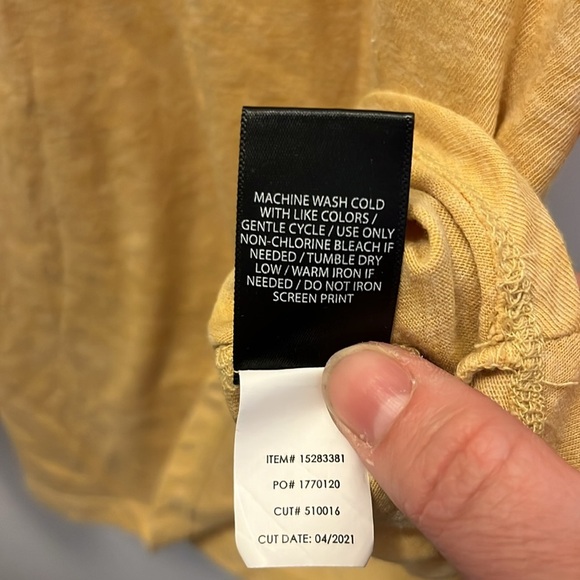 MACHINE WASH COLD
WITH LIKE COLORS /
GENTLE CYCLE / USE ONLY
NON-CHLORINE BLEACH IF
NEEDED / TUMBLE DRY
LOW / WARM IRON IF
NEEDED / DO NOT IRON
SCREEN PRINT
ITEM# 15283381
PO# 1770120
CUT# 510016
CUT DATE: 04/2021